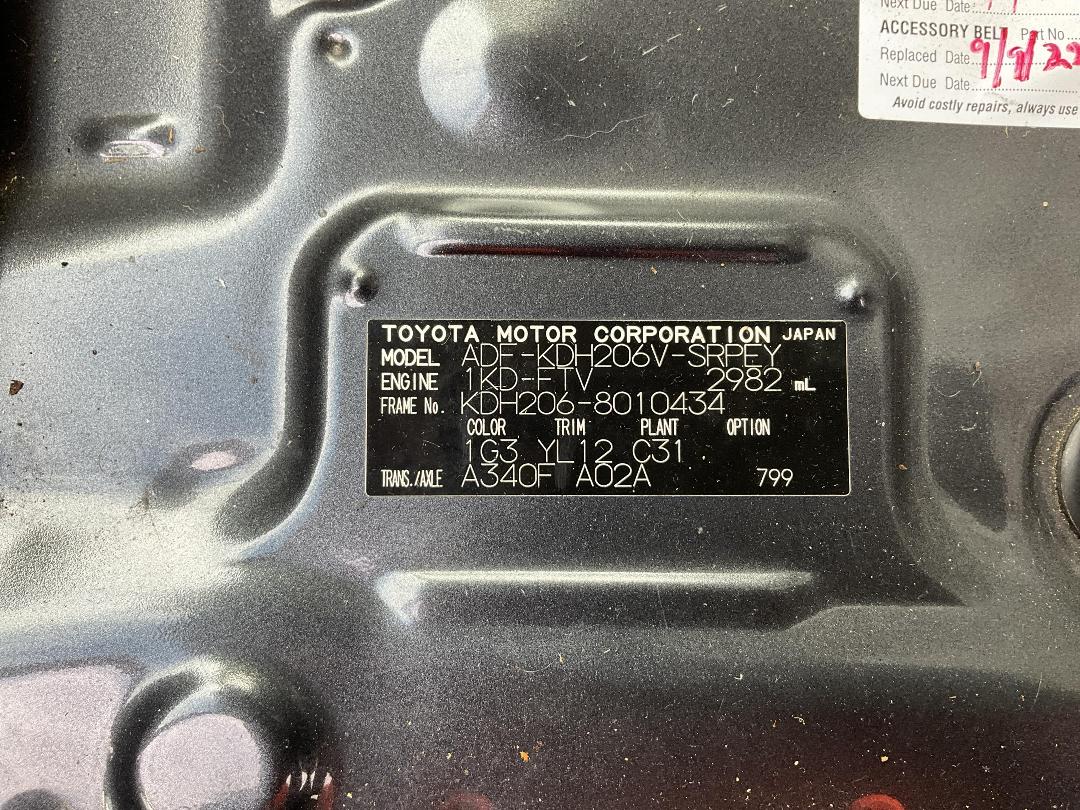 Next Due Date
ACCESSORY BELT Part No
Replaced Date 9/9/22
Next Due Date
Avoid costly repairs, always use
TOYOTA MOTOR CORPORATION JAPAN
MODEL ADF-KDH206V-SRPEY
ENGINE 1KD-FTV 2982 mL
FRAME No. KDH206-8010434
COLOR TRIM PLANT OPTION
1G3 YL12 C31
TRANS./AXLE A340F A02A 799